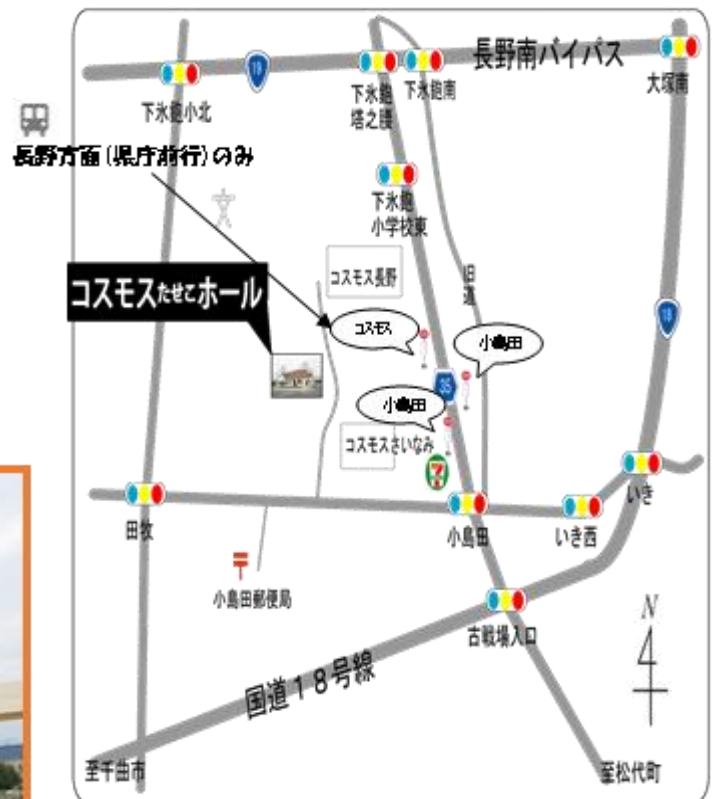 長野南バイパス
19
大塚南
下氷鉋小北
下氷鉋
塔之腰
下氷鉋南
長野方面(県庁前行)のみ
下氷鉋
小学校東
コスモス長野
旧道
コスモスたせこホール
コスモス
小島田
18
35
小島田
コスモスさいなみ
7
田牧
小島田
いき西
いき
小島田郵便局
古戦場入口
N
国道18号線
至千曲市
至松代町